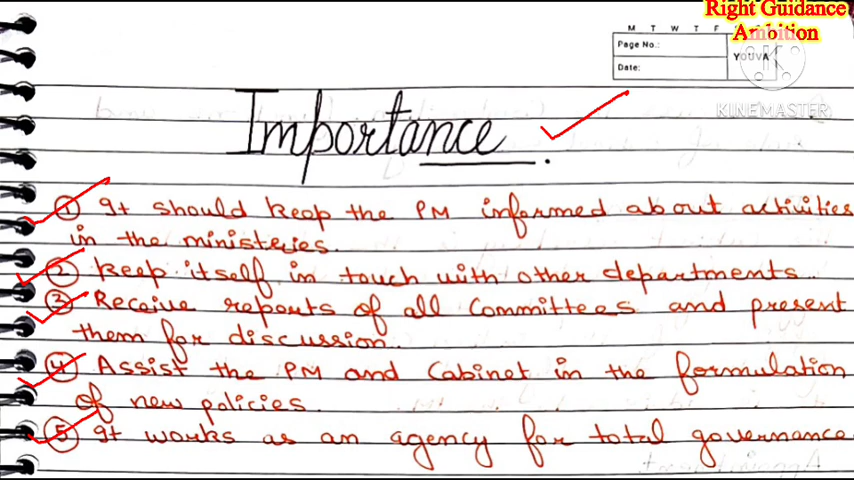 Right Guidance
Ambition
M T W T F
Page No.:
Date:
YOUVA
KINEMASTER
Importance
① It should keep the PM informed about activities
in the ministeries.
② Keep itself in touch with other departments.
③ Receive reports of all Committees and present
them for discussion.
④ Assist the PM and Cabinet in the formulation
of new policies.
⑤ It works as an agency for total governance